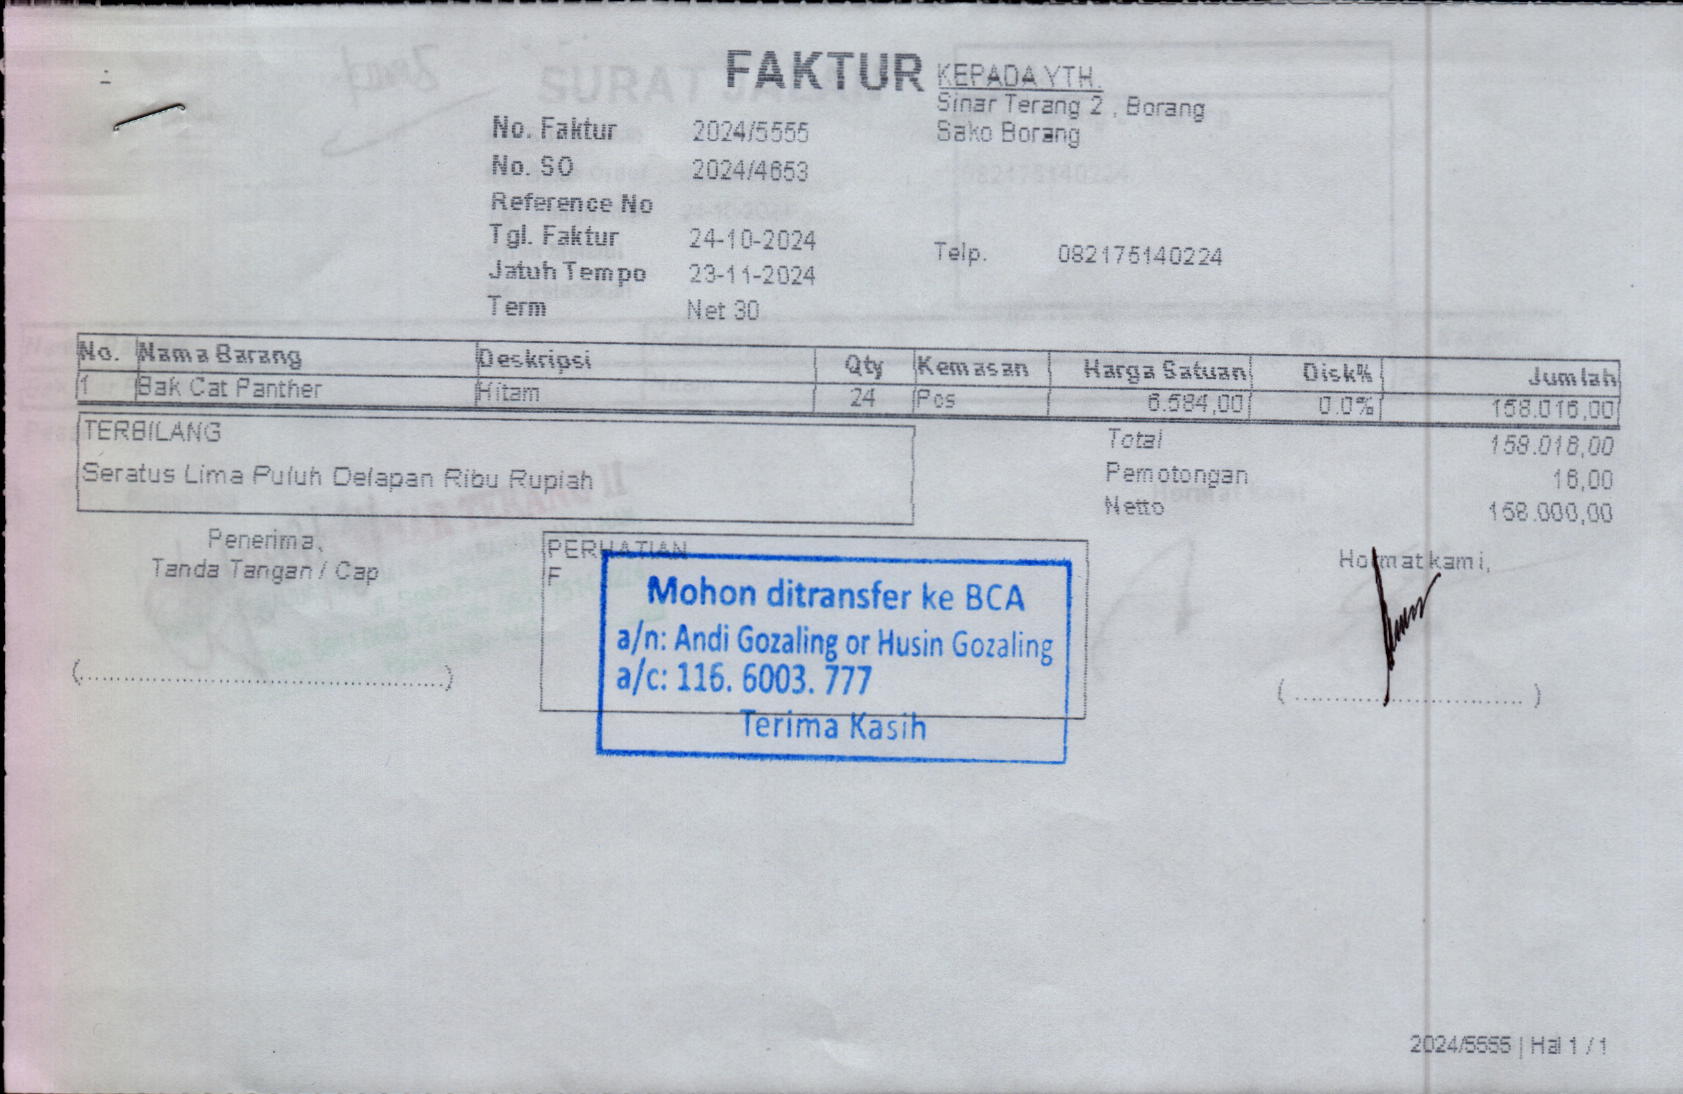 FAKTUR
KEPADA YTH.
Sinar Terang 2 , Borang
Sako Borang
No. Faktur 2024/5555
No. SO 2024/4653
Reference No
Tgl. Faktur 24-10-2024
Telp. 082175140224
Jatuh Tempo 23-11-2024
Term Net 30
No. Nama Barang Deskripsi Qty Kemasan Harga Satuan Disk% Jumlah
1 Bak Cat Panther Hitam 24 Pcs 6.584,00 0.0% 158.016,00
TERBILANG
Seratus Lima Puluh Delapan Ribu Rupiah
Total 158.016,00
Pemotongan 16,00
Netto 158.000,00
Penerima,
Tanda Tangan / Cap
(................................................)
PERHATIAN
F
Mohon ditransfer ke BCA
a/n: Andi Gozaling or Husin Gozaling
a/c: 116. 6003. 777
Terima Kasih
Hormat kami,
( .............................. )
2024/5555 | Hal 1 / 1